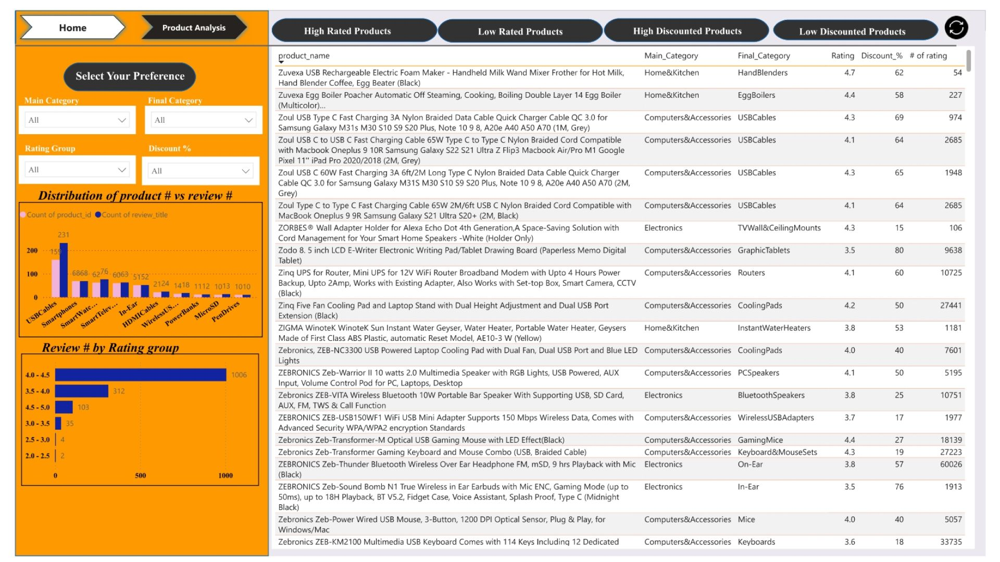 Home
Product Analysis
High Rated Products
Low Rated Products
High Discounted Products
Low Discounted Products
Select Your Preference
Main Category
Final Category
All
All
Rating Group
Discount %
All
All
Distribution of product # vs review #
Count of product_id Count of review_title
231
200
159
100
68 68 62 76 60 63 51 52 21 24 14 18 11 12 10 13 10 10
0
USBCables
Smartphones
SmartWatc...
SmartTelev...
In-Ear
HDMICables
WirelessUS...
PowerBanks
MicroSD
PenDrives
Review # by Rating group
4.0 - 4.5 1006
3.5 - 4.0 312
4.5 - 5.0 103
3.0 - 3.5 35
2.5 - 3.0 4
2.0 - 2.5 2
0 500 1000
product_name Main_Category Final_Category Rating Discount_% # of rating
Zuvexa USB Rechargeable Electric Foam Maker - Handheld Milk Wand Mixer Frother for Hot Milk, Home&Kitchen HandBlenders 4.7 62 54
Hand Blender Coffee, Egg Beater (Black)
Zuvexa Egg Boiler Poacher Automatic Off Steaming, Cooking, Boiling Double Layer 14 Egg Boiler Home&Kitchen EggBoilers 4.4 58 227
(Multicolor)...
Zoul USB Type C Fast Charging 3A Nylon Braided Data Cable Quick Charger Cable QC 3.0 for Computers&Accessories USBCables 4.3 69 974
Samsung Galaxy M31s M30 S10 S9 S20 Plus, Note 10 9 8, A20e A40 A50 A70 (1M, Grey)
Zoul USB C to USB C Fast Charging Cable 65W Type C to Type C Nylon Braided Cord Compatible Computers&Accessories USBCables 4.1 64 2685
with Macbook Oneplus 9 10R Samsung Galaxy S22 S21 Ultra Z Flip3 Macbook Air/Pro M1 Google
Pixel 11'' iPad Pro 2020/2018 (2M, Grey)
Zoul USB C 60W Fast Charging 3A 6ft/2M Long Type C Nylon Braided Data Cable Quick Charger Computers&Accessories USBCables 4.3 65 1948
Cable QC 3.0 for Samsung Galaxy M31S M30 S10 S9 S20 Plus, Note 10 9 8, A20e A40 A50 A70 (2M,
Grey)
Zoul Type C to Type C Fast Charging Cable 65W 2M/6ft USB C Nylon Braided Cord Compatible with Computers&Accessories USBCables 4.1 64 2685
MacBook Oneplus 9 9R Samsung Galaxy S21 Ultra S20+ (2M, Black)
ZORBES® Wall Adapter Holder for Alexa Echo Dot 4th Generation,A Space-Saving Solution with Electronics TVWall&CeilingMounts 4.3 15 106
Cord Management for Your Smart Home Speakers -White (Holder Only)
Zodo 8. 5 inch LCD E-Writer Electronic Writing Pad/Tablet Drawing Board (Paperless Memo Digital Computers&Accessories GraphicTablets 3.5 80 9638
Tablet)
Zinq UPS for Router, Mini UPS for 12V WiFi Router Broadband Modem with Upto 4 Hours Power Computers&Accessories Routers 4.1 60 10725
Backup, Upto 2Amp, Works with Existing Adapter, Also Works with Set-top Box, Smart Camera, CCTV
(Black)
Zinq Five Fan Cooling Pad and Laptop Stand with Dual Height Adjustment and Dual USB Port Computers&Accessories CoolingPads 4.2 50 27441
Extension (Black)
ZIGMA WinoteK WinoteK Sun Instant Water Geyser, Water Heater, Portable Water Heater, Geysers Home&Kitchen InstantWaterHeaters 3.8 53 1181
Made of First Class ABS Plastic, automatic Reset Model, AE10-3 W (Yellow)
Zebronics, ZEB-NC3300 USB Powered Laptop Cooling Pad with Dual Fan, Dual USB Port and Blue LED Computers&Accessories CoolingPads 4.0 40 7601
Lights
ZEBRONICS Zeb-Warrior II 10 watts 2.0 Multimedia Speaker with RGB Lights, USB Powered, AUX Computers&Accessories PCSpeakers 4.1 50 5195
Input, Volume Control Pod for PC, Laptops, Desktop
Zebronics ZEB-VITA Wireless Bluetooth 10W Portable Bar Speaker With Supporting USB, SD Card, Electronics BluetoothSpeakers 3.8 25 10751
AUX, FM, TWS & Call Function
ZEBRONICS ZEB-USB150WF1 WiFi USB Mini Adapter Supports 150 Mbps Wireless Data, Comes with Computers&Accessories WirelessUSBAdapters 3.7 17 1977
Advanced Security WPA/WPA2 encryption Standards
Zebronics Zeb-Transformer-M Optical USB Gaming Mouse with LED Effect(Black) Computers&Accessories GamingMice 4.4 27 18139
Zebronics Zeb-Transformer Gaming Keyboard and Mouse Combo (USB, Braided Cable) Computers&Accessories Keyboard&MouseSets 4.3 19 27223
ZEBRONICS Zeb-Thunder Bluetooth Wireless Over Ear Headphone FM, mSD, 9 hrs Playback with Mic Electronics On-Ear 3.8 57 60026
(Black)
ZEBRONICS Zeb-Sound Bomb N1 True Wireless in Ear Earbuds with Mic ENC, Gaming Mode (up to Electronics In-Ear 3.5 76 1913
50ms), up to 18H Playback, BT V5.2, Fidget Case, Voice Assistant, Splash Proof, Type C (Midnight
Black)
Zebronics Zeb-Power Wired USB Mouse, 3-Button, 1200 DPI Optical Sensor, Plug & Play, for Computers&Accessories Mice 4.0 40 5057
Windows/Mac
Zebronics ZEB-KM2100 Multimedia USB Keyboard Comes with 114 Keys Including 12 Dedicated Computers&Accessories Keyboards 3.6 18 33735